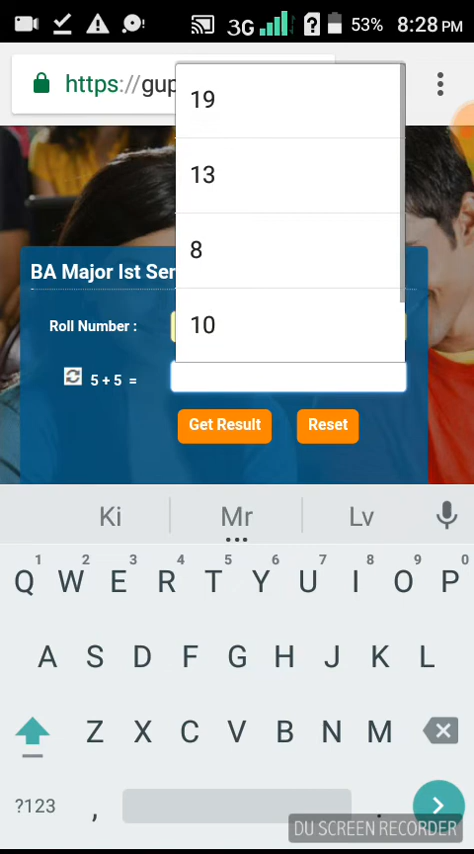 3G 53% 8:28 PM
https://gup
19
13
8
10
BA Major Ist Se
Roll Number :
5 + 5 =
Get Result Reset
Ki Mr Lv
1 2 3 4 5 6 7 8 9 0
Q W E R T Y U I O P
A S D F G H J K L
Z X C V B N M
?123 , .
DU SCREEN RECORDER